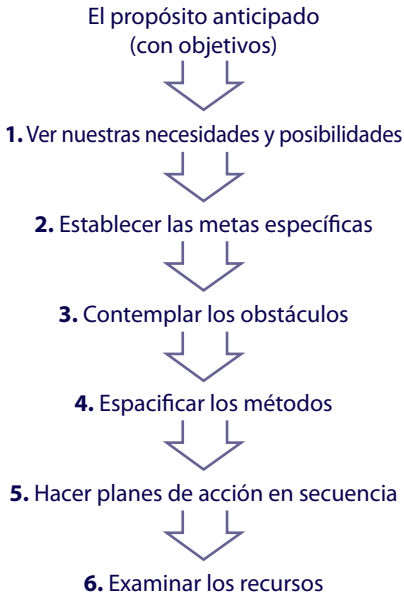 El propósito anticipado
(con objetivos)
1. Ver nuestras necesidades y posibilidades
2. Establecer las metas específicas
3. Contemplar los obstáculos
4. Espacificar los métodos
5. Hacer planes de acción en secuencia
6. Examinar los recursos